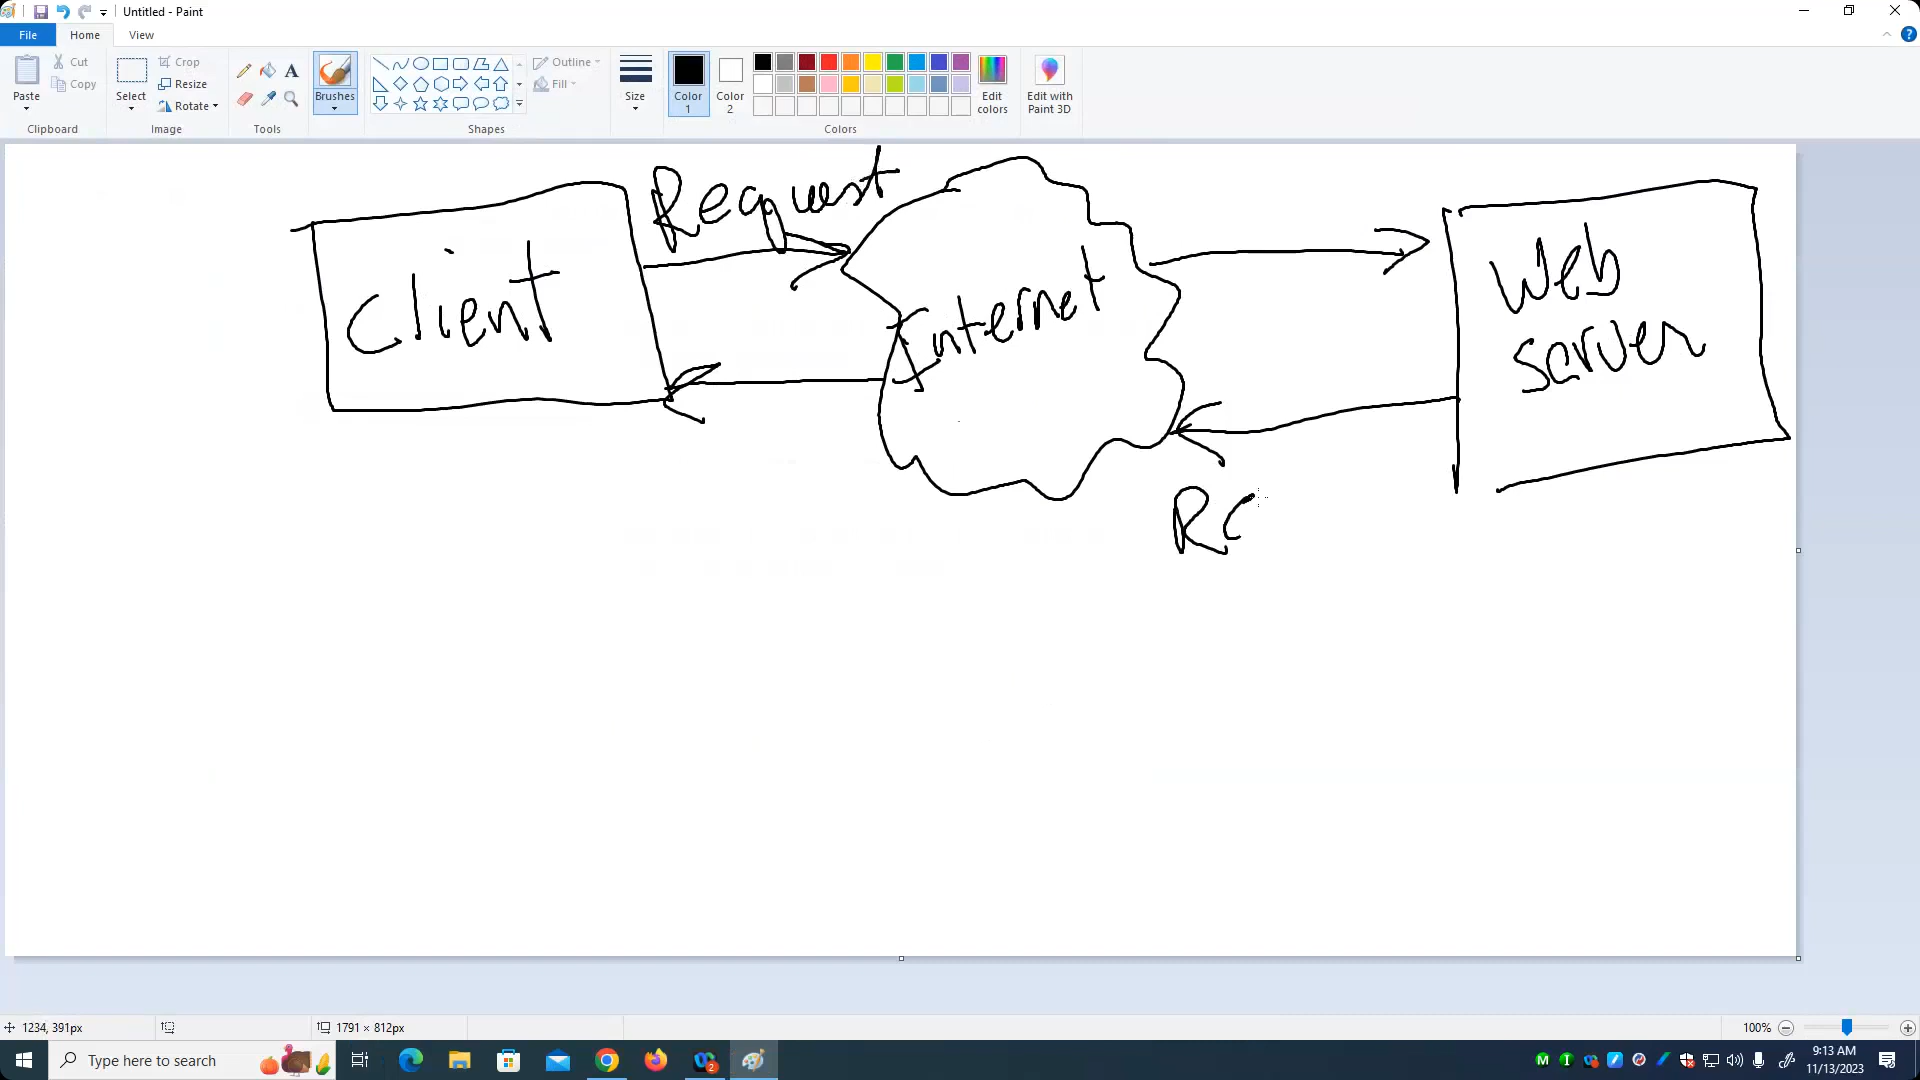 Untitled - Paint
File
Home
View
Paste
Cut
Copy
Clipboard
Select
Crop
Resize
Rotate
Image
A
Tools
Brushes
Outline
Fill
Shapes
Size
Color 1
Color 2
Edit colors
Edit with Paint 3D
Colors
Request
Client
Internet
Web
Server
1234, 391px
1791 × 812px
100%
Type here to search
2
9:13 AM
11/13/2023